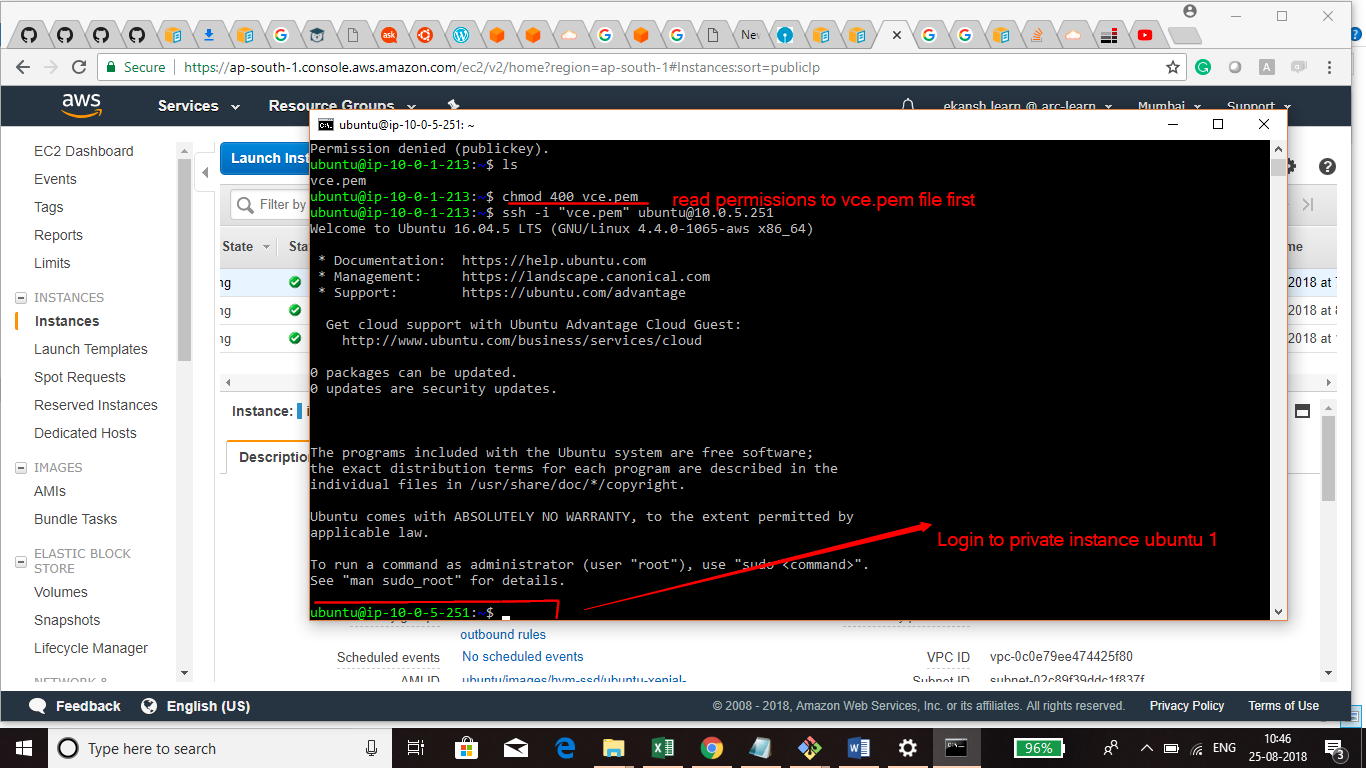 ask
Nev
Secure
https://ap-south-1.console.aws.amazon.com/ec2/v2/home?region=ap-south-1#Instances:sort=publicIp
aws
Services
Resource Groups
ekansh.learn @ arc-learn
Mumbai
Support
ubuntu@ip-10-0-5-251: ~
EC2 Dashboard
Events
Tags
Reports
Limits
INSTANCES
Instances
Launch Templates
Spot Requests
Reserved Instances
Dedicated Hosts
IMAGES
AMIs
Bundle Tasks
ELASTIC BLOCK
STORE
Volumes
Snapshots
Lifecycle Manager
NETWORK &
Launch Inst
Filter by
State
Sta
me
ng
2018 at 7
ng
2018 at 8
ng
2018 at 1
Instance: i
Description
Permission denied (publickey).
ubuntu@ip-10-0-1-213:~$ ls
vce.pem
ubuntu@ip-10-0-1-213:~$ chmod 400 vce.pem
read permissions to vce.pem file first
ubuntu@ip-10-0-1-213:~$ ssh -i "vce.pem" ubuntu@10.0.5.251
Welcome to Ubuntu 16.04.5 LTS (GNU/Linux 4.4.0-1065-aws x86_64)
* Documentation: https://help.ubuntu.com
* Management: https://landscape.canonical.com
* Support: https://ubuntu.com/advantage
Get cloud support with Ubuntu Advantage Cloud Guest:
http://www.ubuntu.com/business/services/cloud
0 packages can be updated.
0 updates are security updates.
The programs included with the Ubuntu system are free software;
the exact distribution terms for each program are described in the
individual files in /usr/share/doc/*/copyright.
Ubuntu comes with ABSOLUTELY NO WARRANTY, to the extent permitted by
applicable law.
Login to private instance ubuntu 1
To run a command as administrator (user "root"), use "sudo <command>".
See "man sudo_root" for details.
ubuntu@ip-10-0-5-251:~$
outbound rules
Scheduled events
No scheduled events
VPC ID
vpc-0c0e79ee474425f80
AMI ID
ubuntu/images/hvm-ssd/ubuntu-xenial-
Subnet ID
subnet-02c89f39ddc1f837f
Feedback
English (US)
© 2008 - 2018, Amazon Web Services, Inc. or its affiliates. All rights reserved.
Privacy Policy
Terms of Use
Type here to search
96%
ENG
10:46
25-08-2018
3